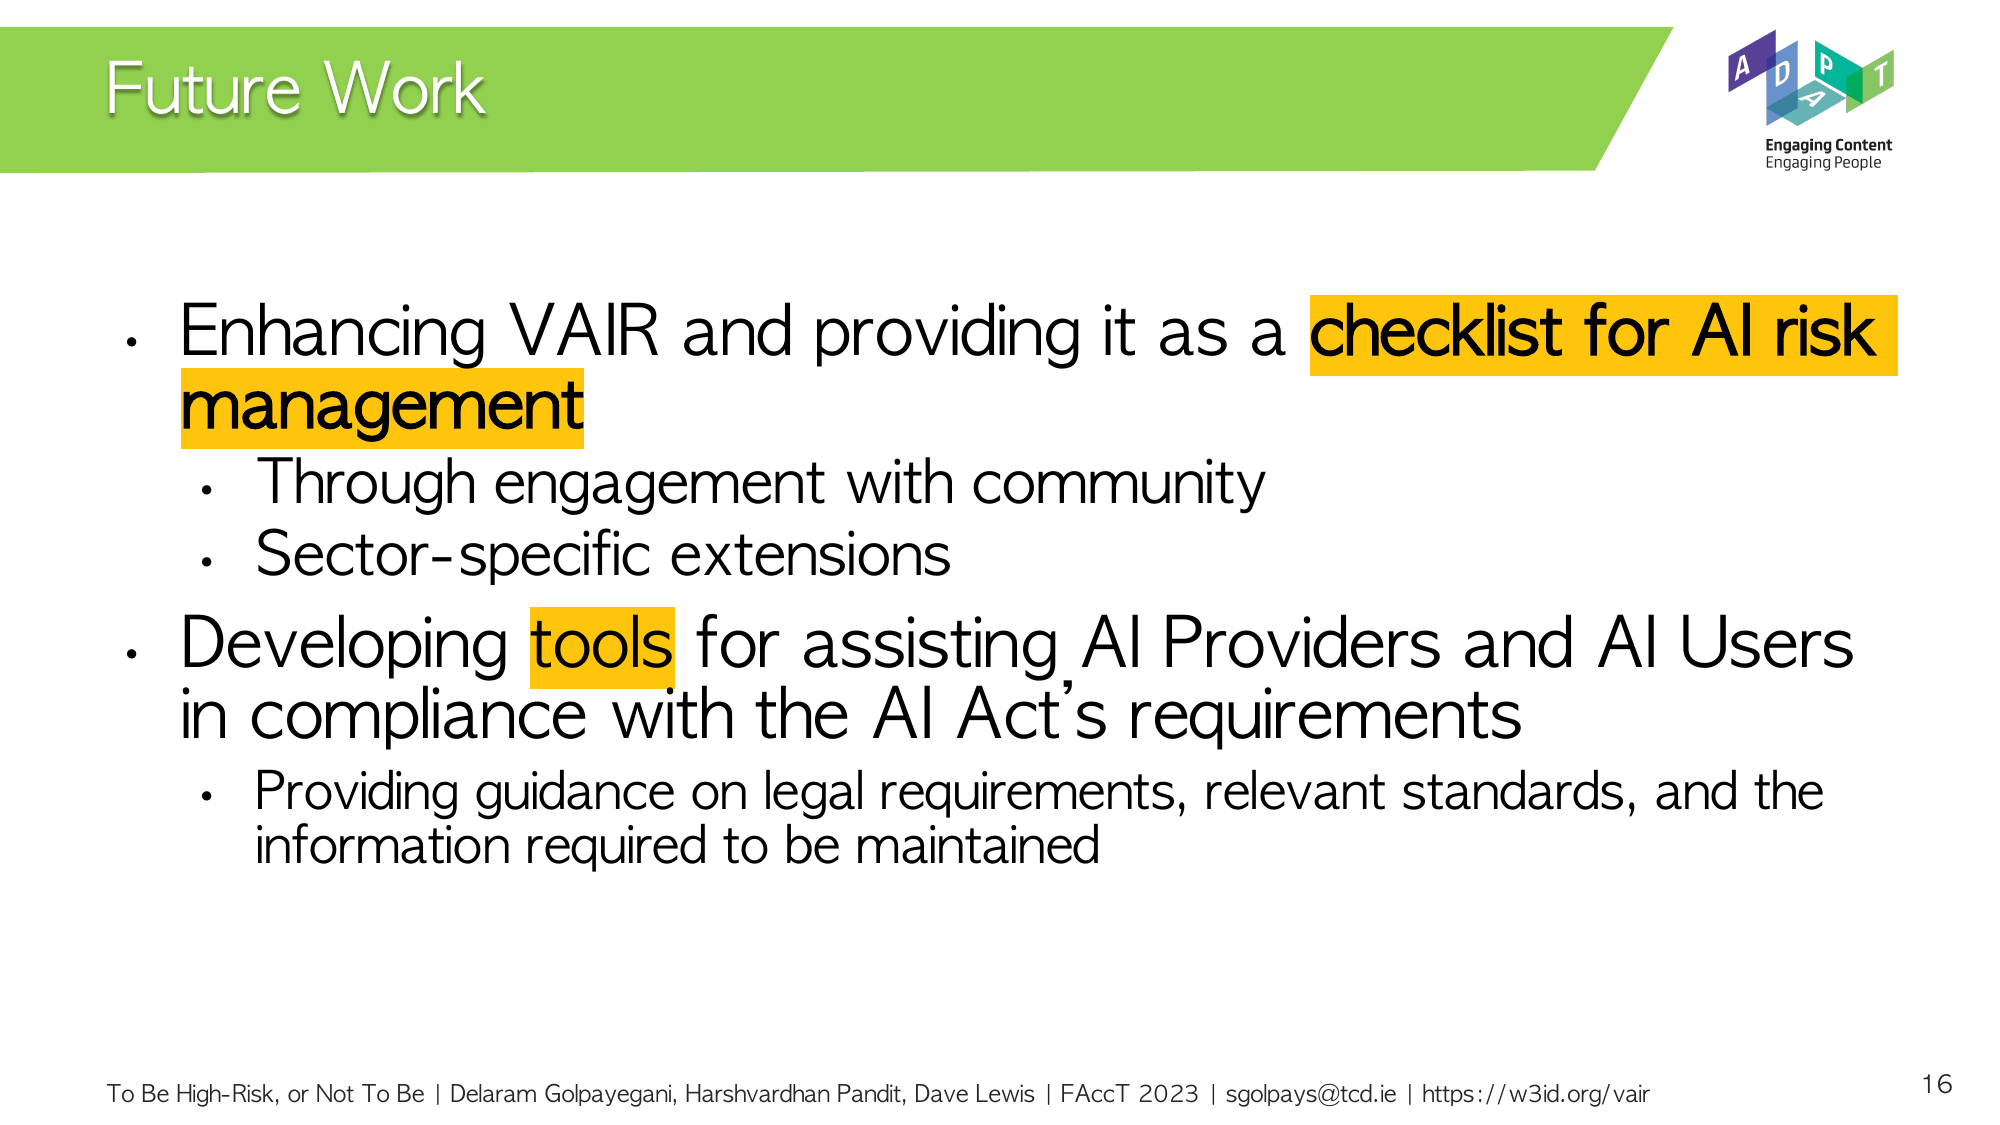 Future Work
ADAPT
Engaging Content
Engaging People
• Enhancing VAIR and providing it as a checklist for AI risk
management
• Through engagement with community
• Sector-specific extensions
• Developing tools for assisting AI Providers and AI Users
in compliance with the AI Act’s requirements
• Providing guidance on legal requirements, relevant standards, and the
information required to be maintained
To Be High-Risk, or Not To Be | Delaram Golpayegani, Harshvardhan Pandit, Dave Lewis | FAccT 2023 | sgolpays@tcd.ie | https://w3id.org/vair
16